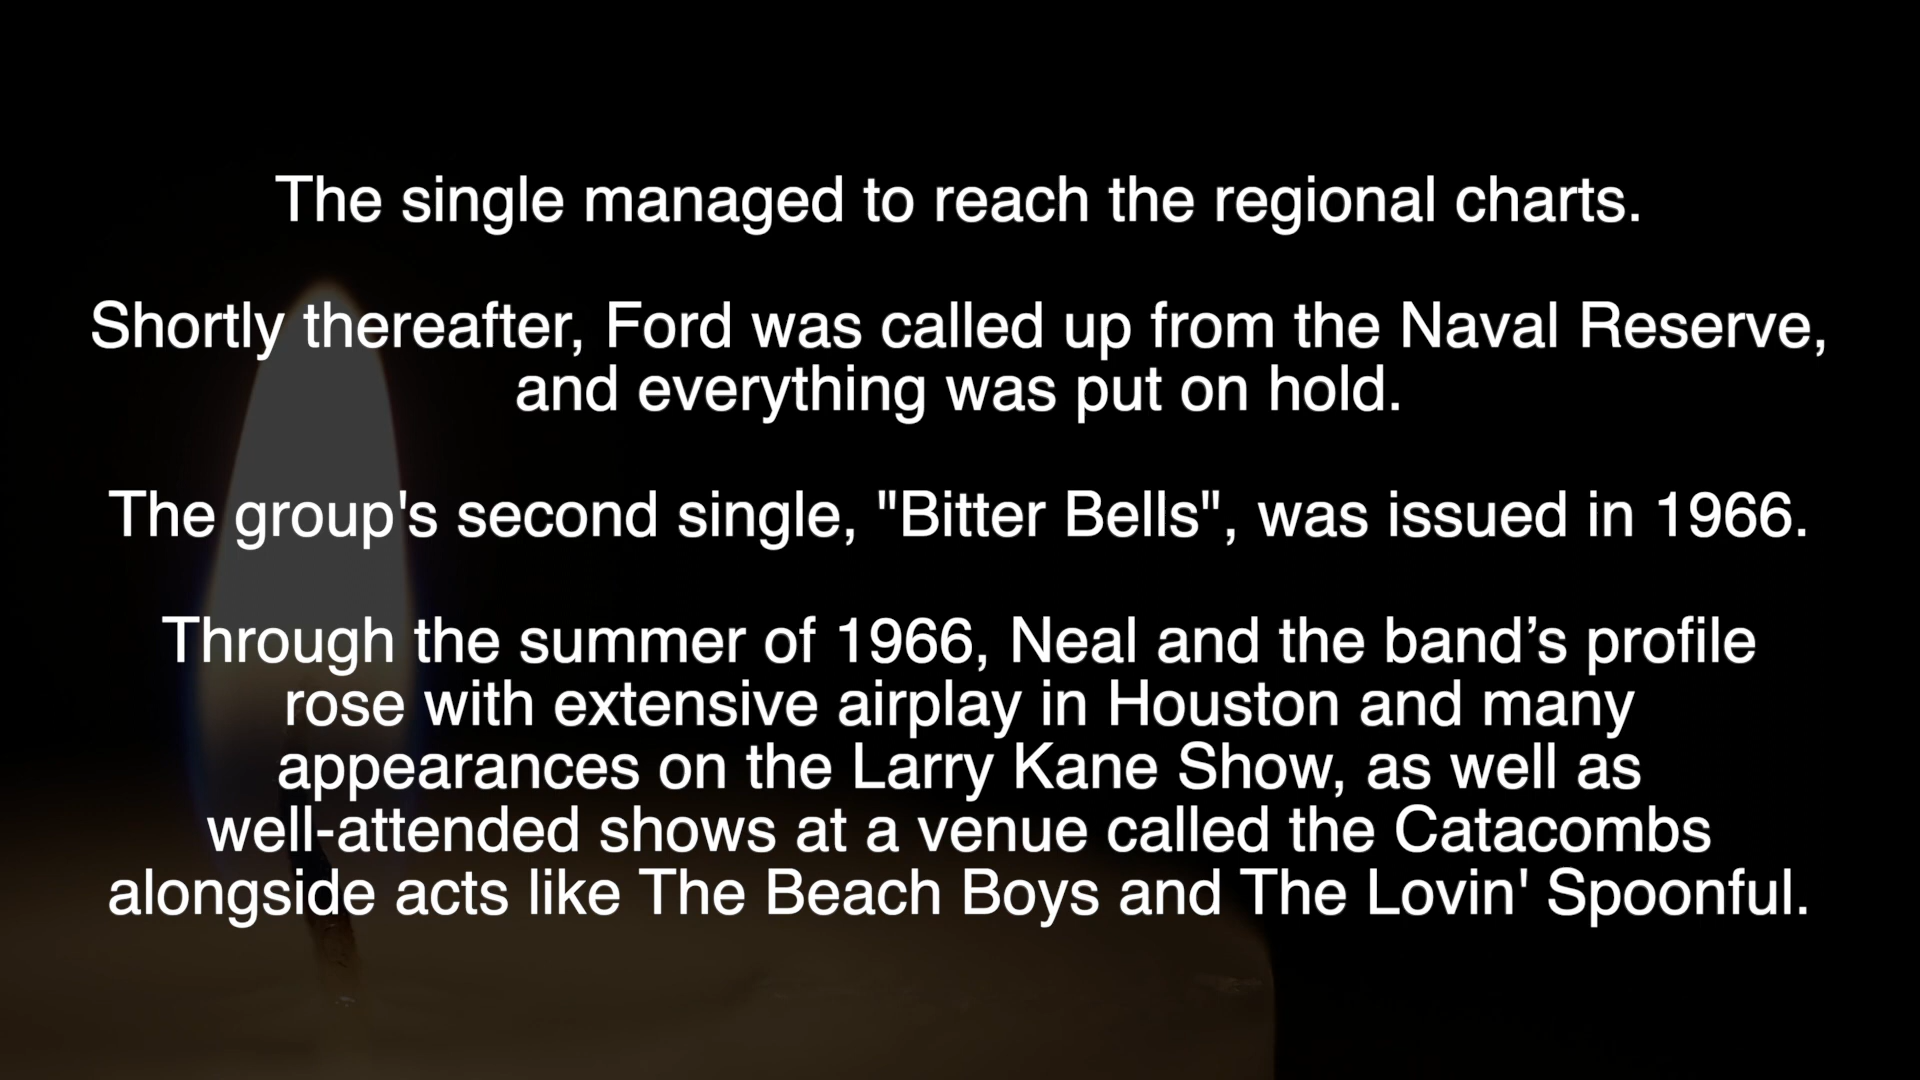 The single managed to reach the regional charts.
Shortly thereafter, Ford was called up from the Naval Reserve,
and everything was put on hold.
The group's second single, "Bitter Bells", was issued in 1966.
Through the summer of 1966, Neal and the band’s profile
rose with extensive airplay in Houston and many
appearances on the Larry Kane Show, as well as
well-attended shows at a venue called the Catacombs
alongside acts like The Beach Boys and The Lovin' Spoonful.